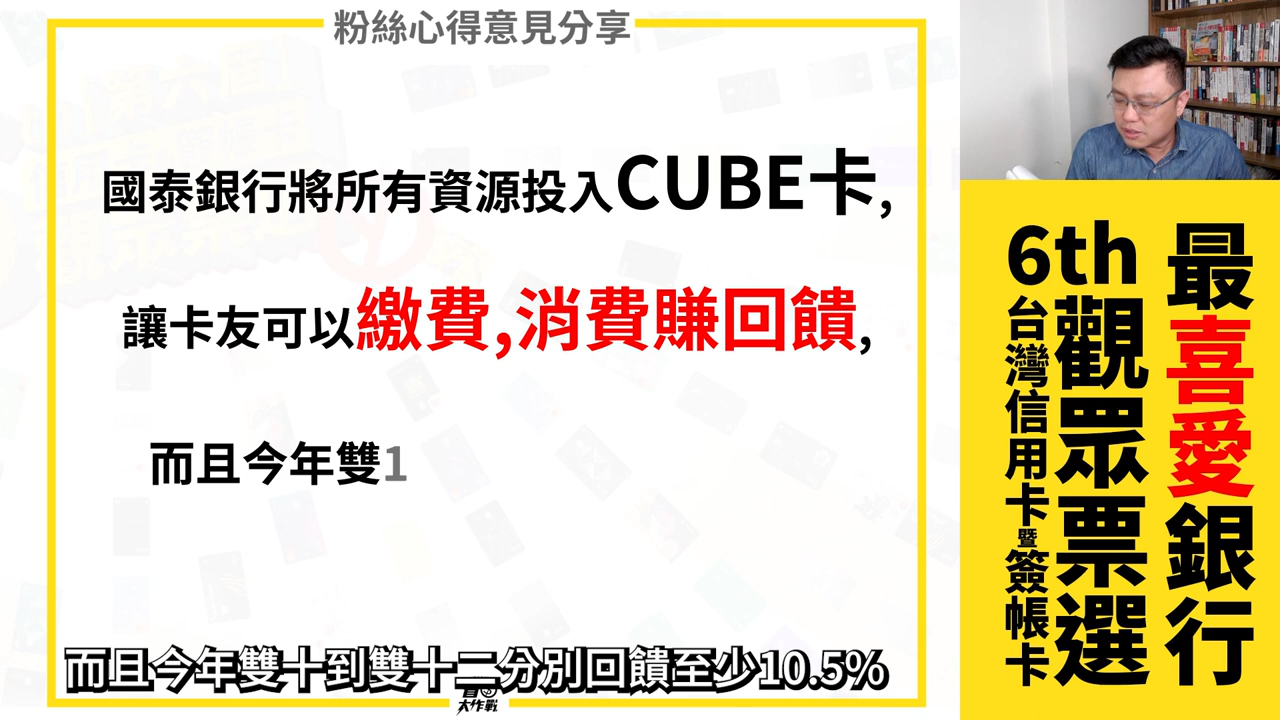 粉絲心得意見分享
國泰銀行將所有資源投入CUBE卡,
讓卡友可以繳費,消費賺回饋,
而且今年雙1
而且今年雙十到雙十二分別回饋至少10.5%
大作戰
最喜愛銀行
6th觀眾票選
台灣信用卡暨簽帳卡